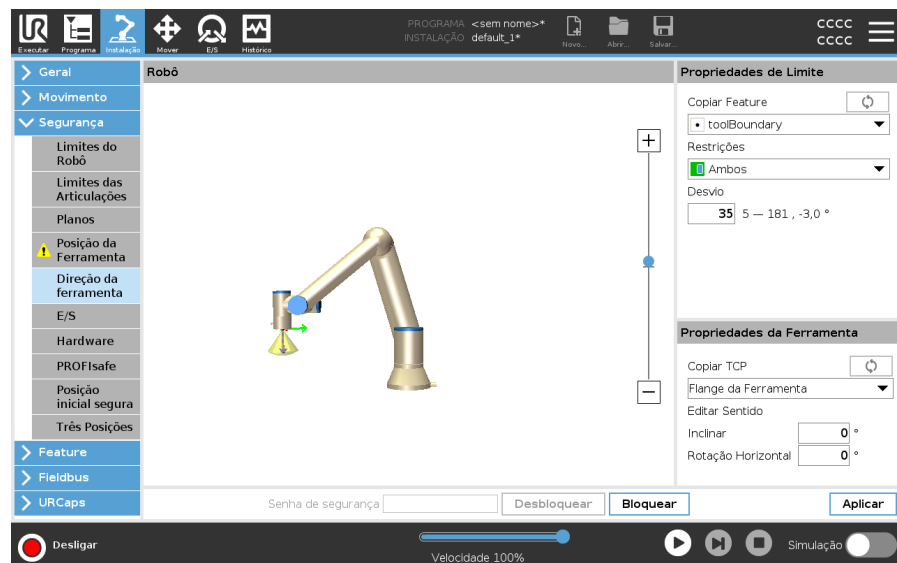 PROGRAMA <sem nome>*
INSTALAÇÃO default_1*
Executar Programa Instalação Mover E/S Histórico
Novo... Abrir... Salvar...
CCCC
CCCC
Geral
Movimento
Segurança
Limites do
Robô
Limites das
Articulações
Planos
Posição da
Ferramenta
Direção da
ferramenta
E/S
Hardware
PROFIsafe
Posição
inicial segura
Três Posições
Feature
Fieldbus
URCaps
Robô
Propriedades de Limite
Copiar Feature
toolBoundary
Restrições
Ambos
Desvio
35 5 — 181 , -3,0 °
Propriedades da Ferramenta
Copiar TCP
Flange da Ferramenta
Editar Sentido
Inclinar 0 °
Rotação Horizontal 0 °
Senha de segurança Desbloquear Bloquear Aplicar
Desligar
Velocidade 100%
Simulação